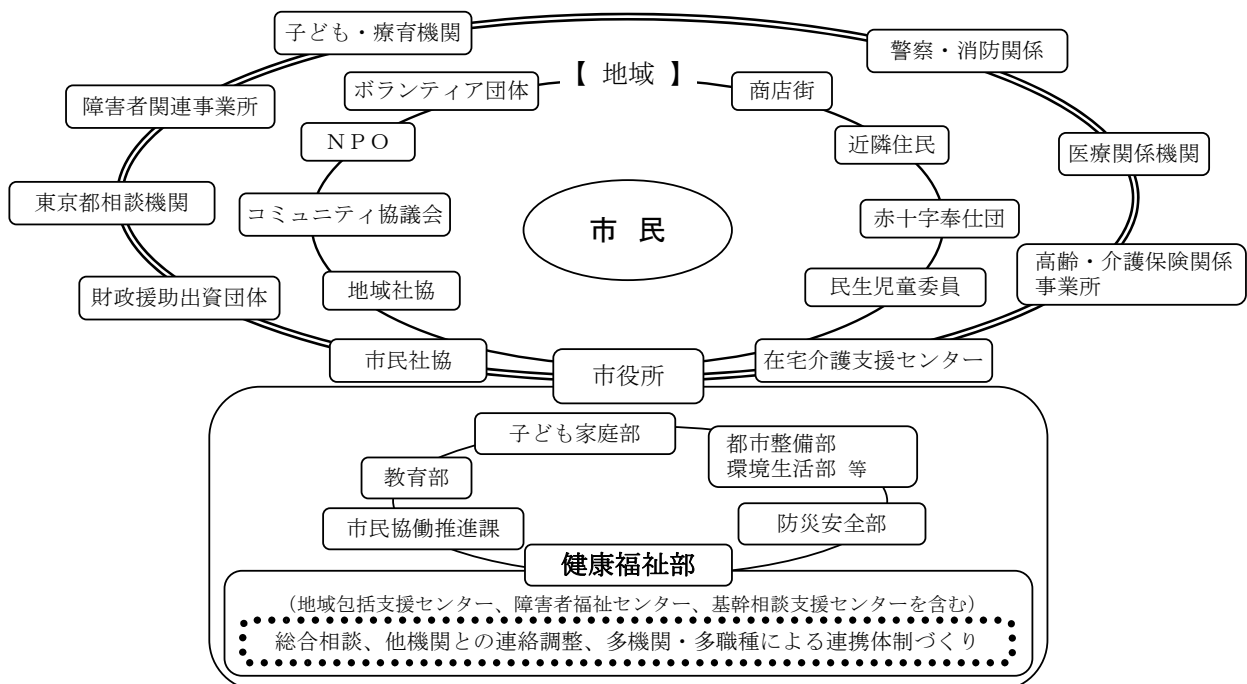 子ども・療育機関
警察・消防関係
【 地域 】
ボランティア団体
商店街
障害者関連事業所
NPO
近隣住民
医療関係機関
東京都相談機関
コミュニティ協議会
市 民
赤十字奉仕団
高齢・介護保険関係
事業所
財政援助出資団体
地域社協
民生児童委員
市民社協
市役所
在宅介護支援センター
子ども家庭部
都市整備部
環境生活部 等
教育部
市民協働推進課
防災安全部
健康福祉部
（地域包括支援センター、障害者福祉センター、基幹相談支援センターを含む）
総合相談、他機関との連絡調整、多機関・多職種による連携体制づくり